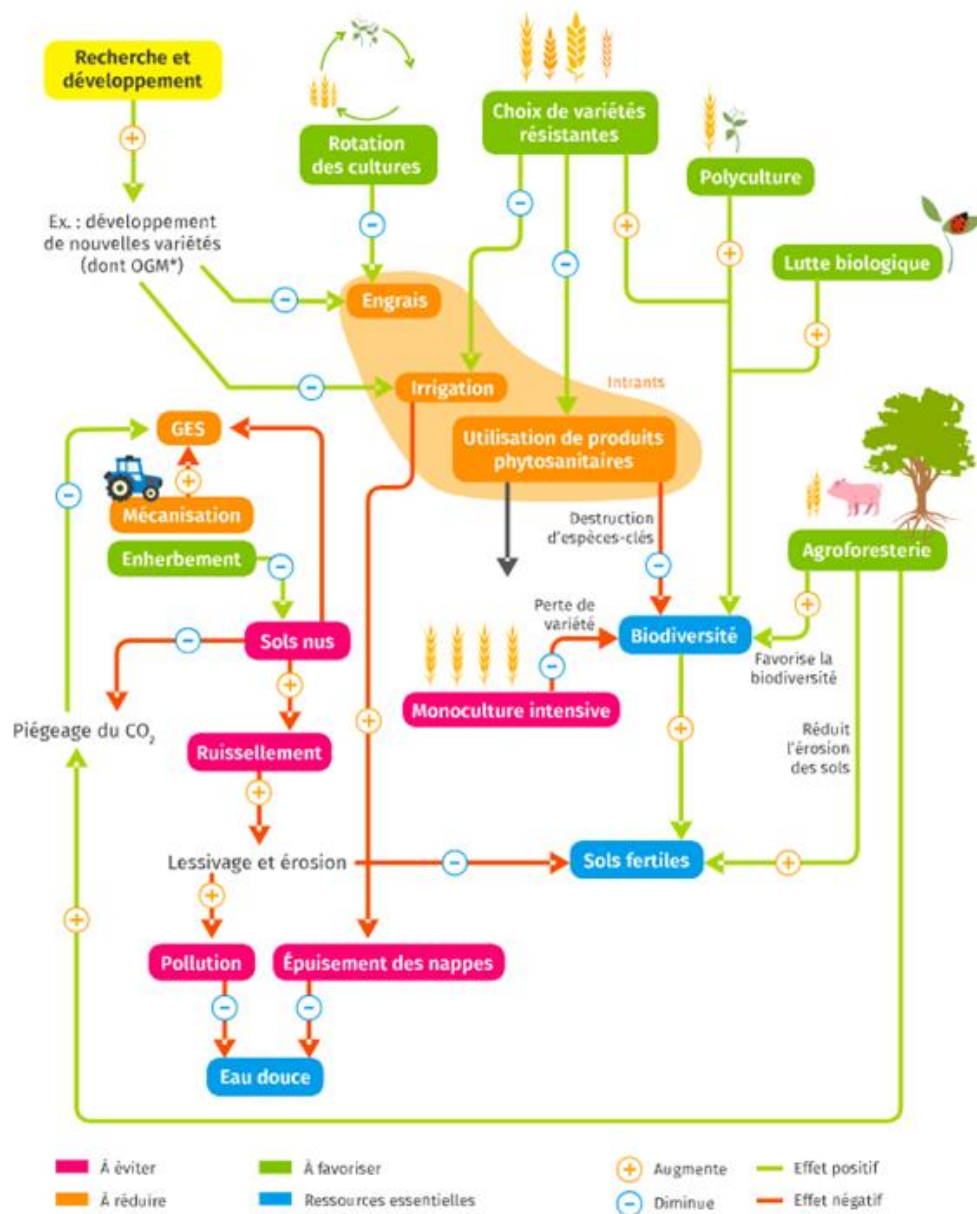 Recherche et
développement
Rotation
des cultures
Choix de variétés
résistantes
Polyculture
Ex. : développement
de nouvelles variétés
(dont OGM*)
Lutte biologique
Engrais
Irrigation
Intrants
GES
Utilisation de produits
phytosanitaires
Mécanisation
Destruction
d'espèces-clés
Enherbement
Agroforesterie
Perte de
variété
Sols nus
Biodiversité
Favorise la
biodiversité
Monoculture intensive
Piégeage du CO₂
Ruissellement
Réduit
l'érosion
des sols
Lessivage et érosion
Sols fertiles
Pollution
Épuisement des nappes
Eau douce
À éviter
À favoriser
Augmente
Effet positif
À réduire
Ressources essentielles
Diminue
Effet négatif